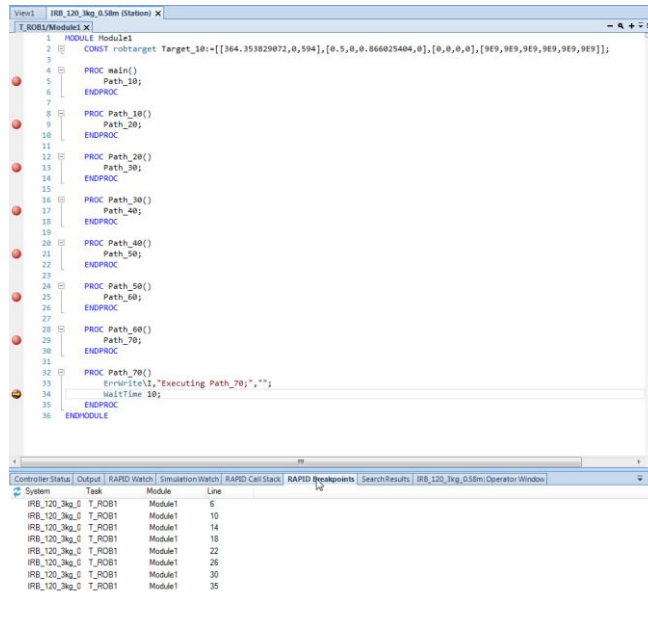 View1 IRB_120_3kg_0.58m (Station) X
T_ROB1/Module1 X
1 MODULE Module1
2 CONST robtarget Target_10:=[[364.353829072,0,594],[0.5,0,0.866025404,0],[0,0,0,0],[9E9,9E9,9E9,9E9,9E9,9E9]];
3
4 PROC main()
5 Path_10;
6 ENDPROC
7
8 PROC Path_10()
9 Path_20;
10 ENDPROC
11
12 PROC Path_20()
13 Path_30;
14 ENDPROC
15
16 PROC Path_30()
17 Path_40;
18 ENDPROC
19
20 PROC Path_40()
21 Path_50;
22 ENDPROC
23
24 PROC Path_50()
25 Path_60;
26 ENDPROC
27
28 PROC Path_60()
29 Path_70;
30 ENDPROC
31
32 PROC Path_70()
33 ErrWrite\I,"Executing Path_70;","";
34 WaitTime 10;
35 ENDPROC
36 ENDMODULE
Controller Status Output RAPID Watch Simulation Watch RAPID Call Stack RAPID Breakpoints Search Results IRB_120_3kg_0.58m: Operator Window
System Task Module Line
IRB_120_3kg_0 T_ROB1 Module1 6
IRB_120_3kg_0 T_ROB1 Module1 10
IRB_120_3kg_0 T_ROB1 Module1 14
IRB_120_3kg_0 T_ROB1 Module1 18
IRB_120_3kg_0 T_ROB1 Module1 22
IRB_120_3kg_0 T_ROB1 Module1 26
IRB_120_3kg_0 T_ROB1 Module1 30
IRB_120_3kg_0 T_ROB1 Module1 35